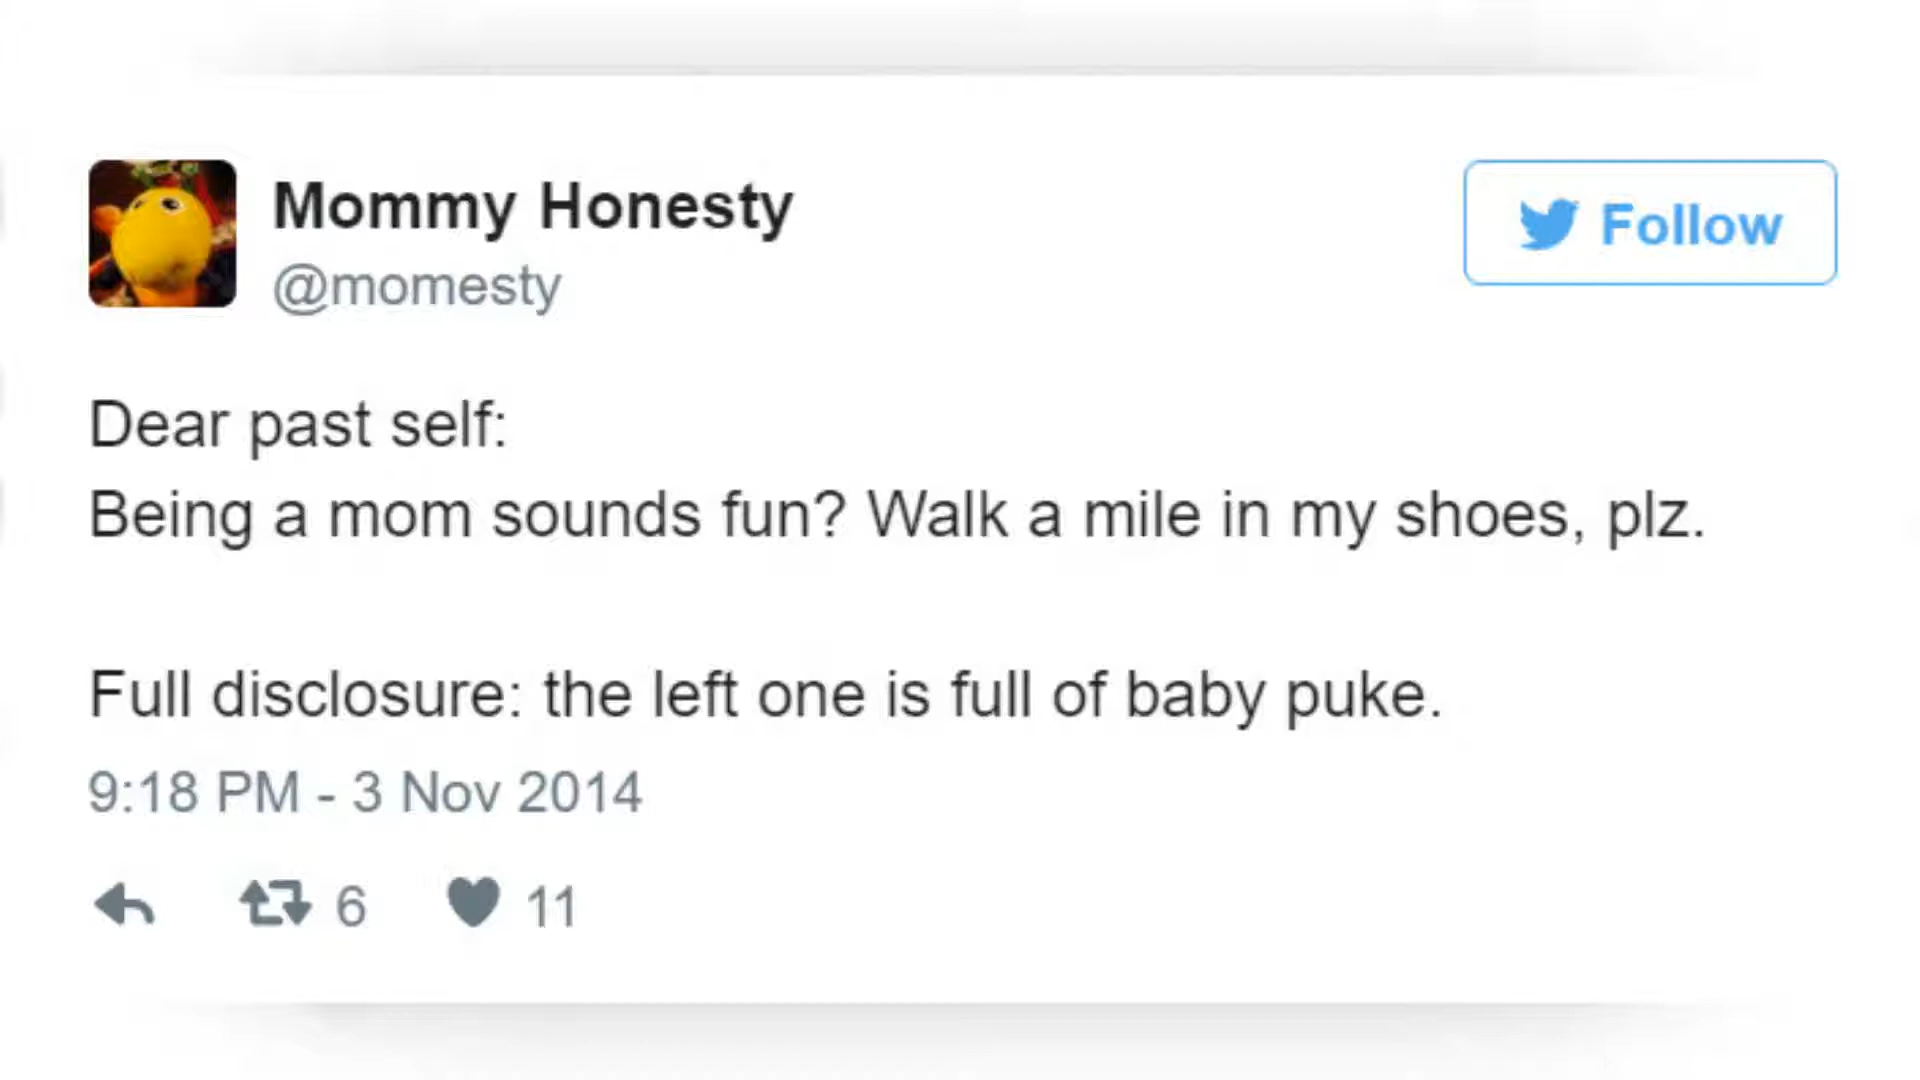 Mommy Honesty
@momesty
Follow
Dear past self:
Being a mom sounds fun? Walk a mile in my shoes, plz.
Full disclosure: the left one is full of baby puke.
9:18 PM - 3 Nov 2014
6 11